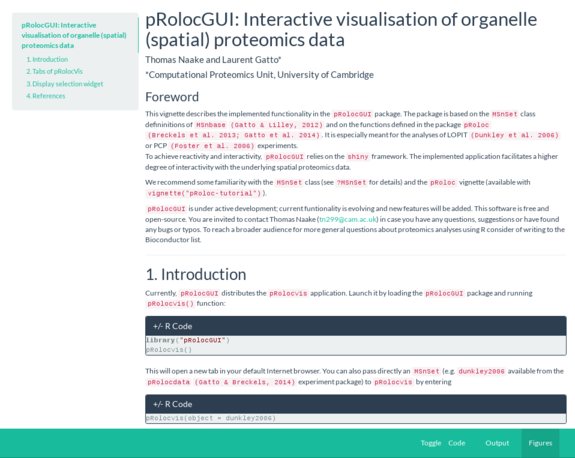 pRolocGUI: Interactive
visualisation of organelle (spatial)
proteomics data
1. Introduction
2. Tabs of pRolocVis
3. Display selection widget
4. References
pRolocGUI: Interactive visualisation of organelle
(spatial) proteomics data
Thomas Naake and Laurent Gatto*
*Computational Proteomics Unit, University of Cambridge
Foreword
This vignette describes the implemented functionality in the pRolocGUI package. The package is based on the MSnSet class
definitions of MSnbase (Gatto & Lilley, 2012) and on the functions defined in the package pRoloc
(Breckels et al. 2013; Gatto et al. 2014). It is especially meant for the analyses of LOPIT (Dunkley et al. 2006)
or PCP (Foster et al. 2006) experiments.
To achieve reactivity and interactivity, pRolocGUI relies on the shiny framework. The implemented application facilitates a higher
degree of interactivity with the underlying spatial proteomics data.
We recommend some familiarity with the MSnSet class (see ?MSnSet for details) and the pRoloc vignette (available with
vignette("pRoloc-tutorial")).
pRolocGUI is under active development; current funtionality is evolving and new features will be added. This software is free and
open-source. You are invited to contact Thomas Naake (tn299@cam.ac.uk) in case you have any questions, suggestions or have found
any bugs or typos. To reach a broader audience for more general questions about proteomics analyses using R consider of writing to the
Bioconductor list.
1. Introduction
Currently, pRolocGUI distributes the pRolocvis application. Launch it by loading the pRolocGUI package and running
pRolocvis() function:
+/- R Code
library("pRolocGUI")
pRolocvis()
This will open a new tab in your default Internet browser. You can also pass directly an MSnSet (e.g. dunkley2006 available from the
pRolocdata (Gatto & Breckels, 2014) experiment package) to pRolocvis by entering
+/- R Code
pRolocvis(object = dunkley2006)
Toggle Code Output Figures